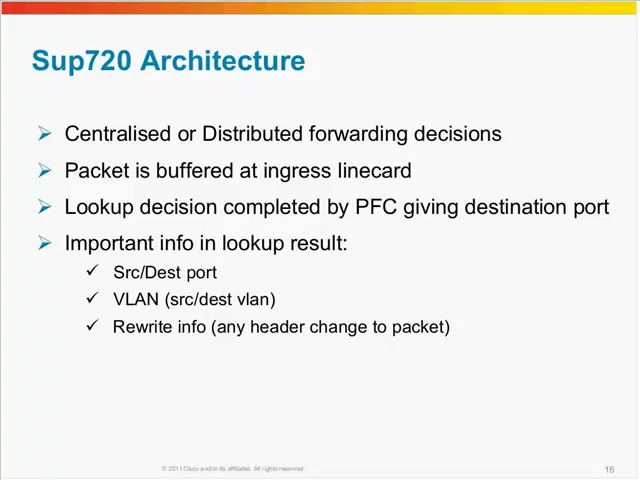 Sup720 Architecture
Centralised or Distributed forwarding decisions
Packet is buffered at ingress linecard
Lookup decision completed by PFC giving destination port
Important info in lookup result:
Src/Dest port
VLAN (src/dest vlan)
Rewrite info (any header change to packet)
© 2011 Cisco and/or its affiliates. All rights reserved.
16